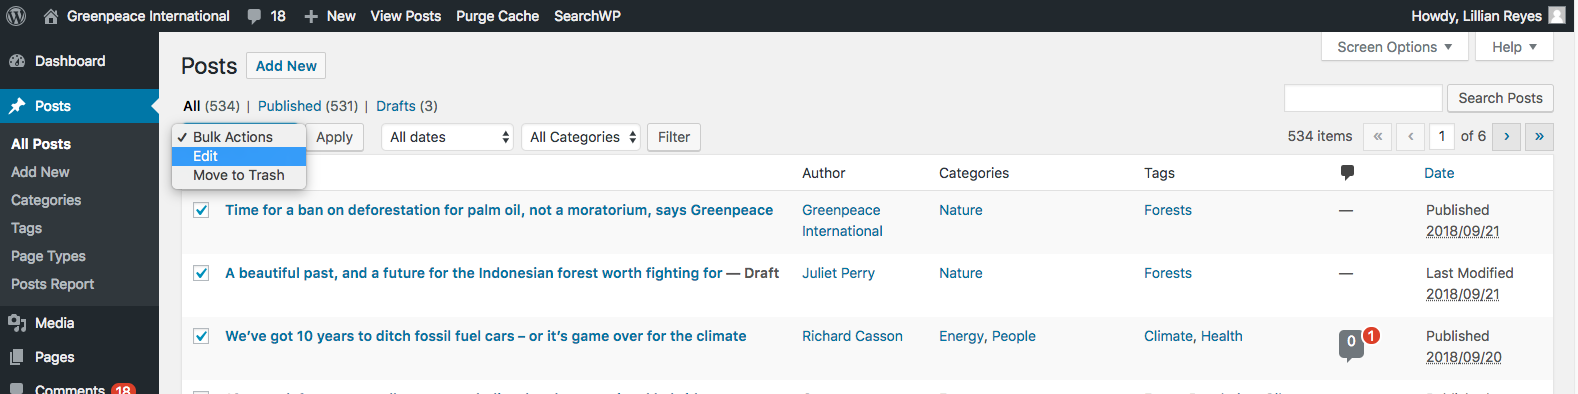 Greenpeace International 18 New View Posts Purge Cache SearchWP Howdy, Lillian Reyes
Screen Options Help
Dashboard
Posts
All Posts
Add New
Categories
Tags
Page Types
Posts Report
Media
Pages
Comments 18
Posts Add New
All (534) | Published (531) | Drafts (3)
Search Posts
Bulk Actions Apply All dates All Categories Filter 534 items « ‹ 1 of 6 › »
Edit
Move to Trash
Author Categories Tags Date
Time for a ban on deforestation for palm oil, not a moratorium, says Greenpeace Greenpeace Nature Forests — Published
International 2018/09/21
A beautiful past, and a future for the Indonesian forest worth fighting for — Draft Juliet Perry Nature Forests — Last Modified
2018/09/21
We’ve got 10 years to ditch fossil fuel cars – or it’s game over for the climate Richard Casson Energy, People Climate, Health 0 1 Published
2018/09/20